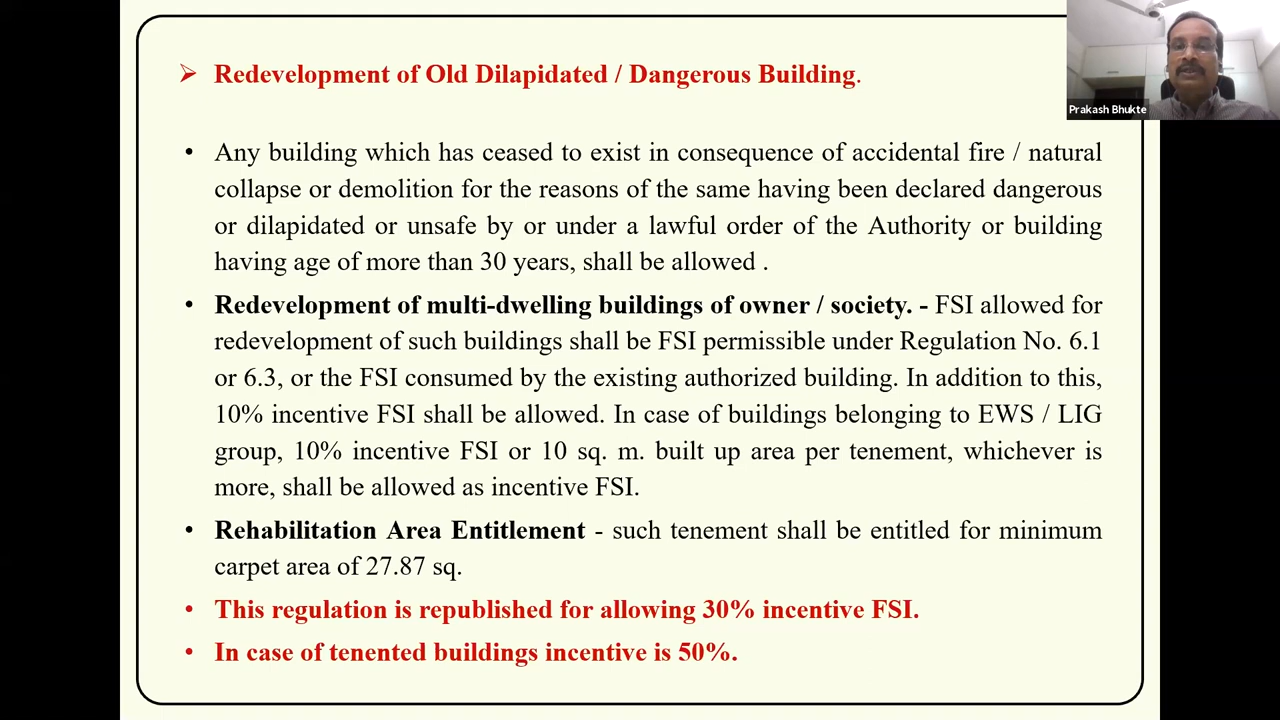 ➢ Redevelopment of Old Dilapidated / Dangerous Building.
Prakash Bhukte
• Any building which has ceased to exist in consequence of accidental fire / natural
collapse or demolition for the reasons of the same having been declared dangerous
or dilapidated or unsafe by or under a lawful order of the Authority or building
having age of more than 30 years, shall be allowed .
• Redevelopment of multi-dwelling buildings of owner / society. - FSI allowed for
redevelopment of such buildings shall be FSI permissible under Regulation No. 6.1
or 6.3, or the FSI consumed by the existing authorized building. In addition to this,
10% incentive FSI shall be allowed. In case of buildings belonging to EWS / LIG
group, 10% incentive FSI or 10 sq. m. built up area per tenement, whichever is
more, shall be allowed as incentive FSI.
• Rehabilitation Area Entitlement - such tenement shall be entitled for minimum
carpet area of 27.87 sq.
• This regulation is republished for allowing 30% incentive FSI.
• In case of tenented buildings incentive is 50%.